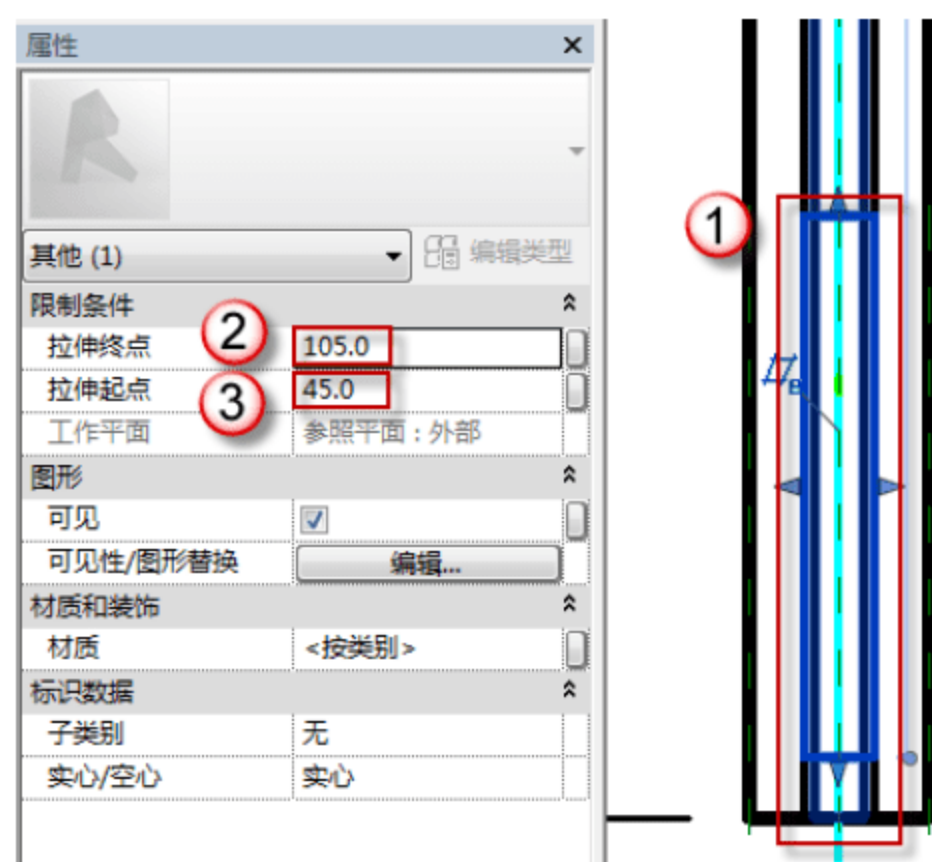 属性
其他 (1)
编辑类型
限制条件
拉伸终点
2
105.0
拉伸起点
3
45.0
工作平面
参照平面：外部
图形
可见
可见性/图形替换
编辑...
材质和装饰
材质
<按类别>
标识数据
子类别
无
实心/空心
实心
1
e